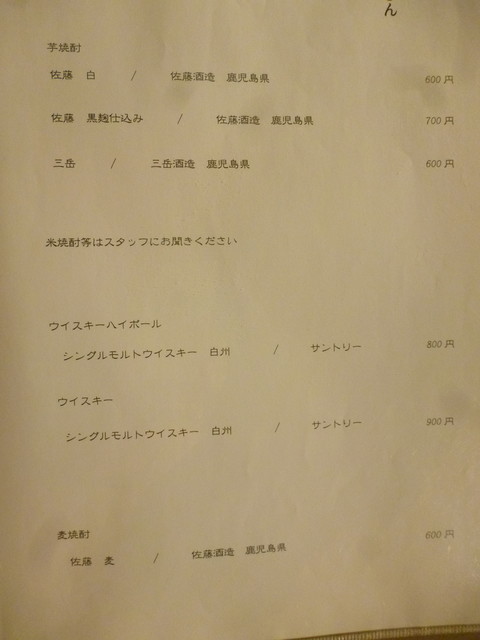 ん
芋焼酎
佐藤 白 / 佐藤酒造 鹿児島県 600円
佐藤 黒麹仕込み / 佐藤酒造 鹿児島県 700円
三岳 / 三岳酒造 鹿児島県 600円
米焼酎等はスタッフにお聞きください
ウイスキーハイボール
シングルモルトウイスキー 白州 / サントリー 800円
ウイスキー
シングルモルトウイスキー 白州 / サントリー 900円
麦焼酎 600円
佐藤 麦 / 佐藤酒造 鹿児島県